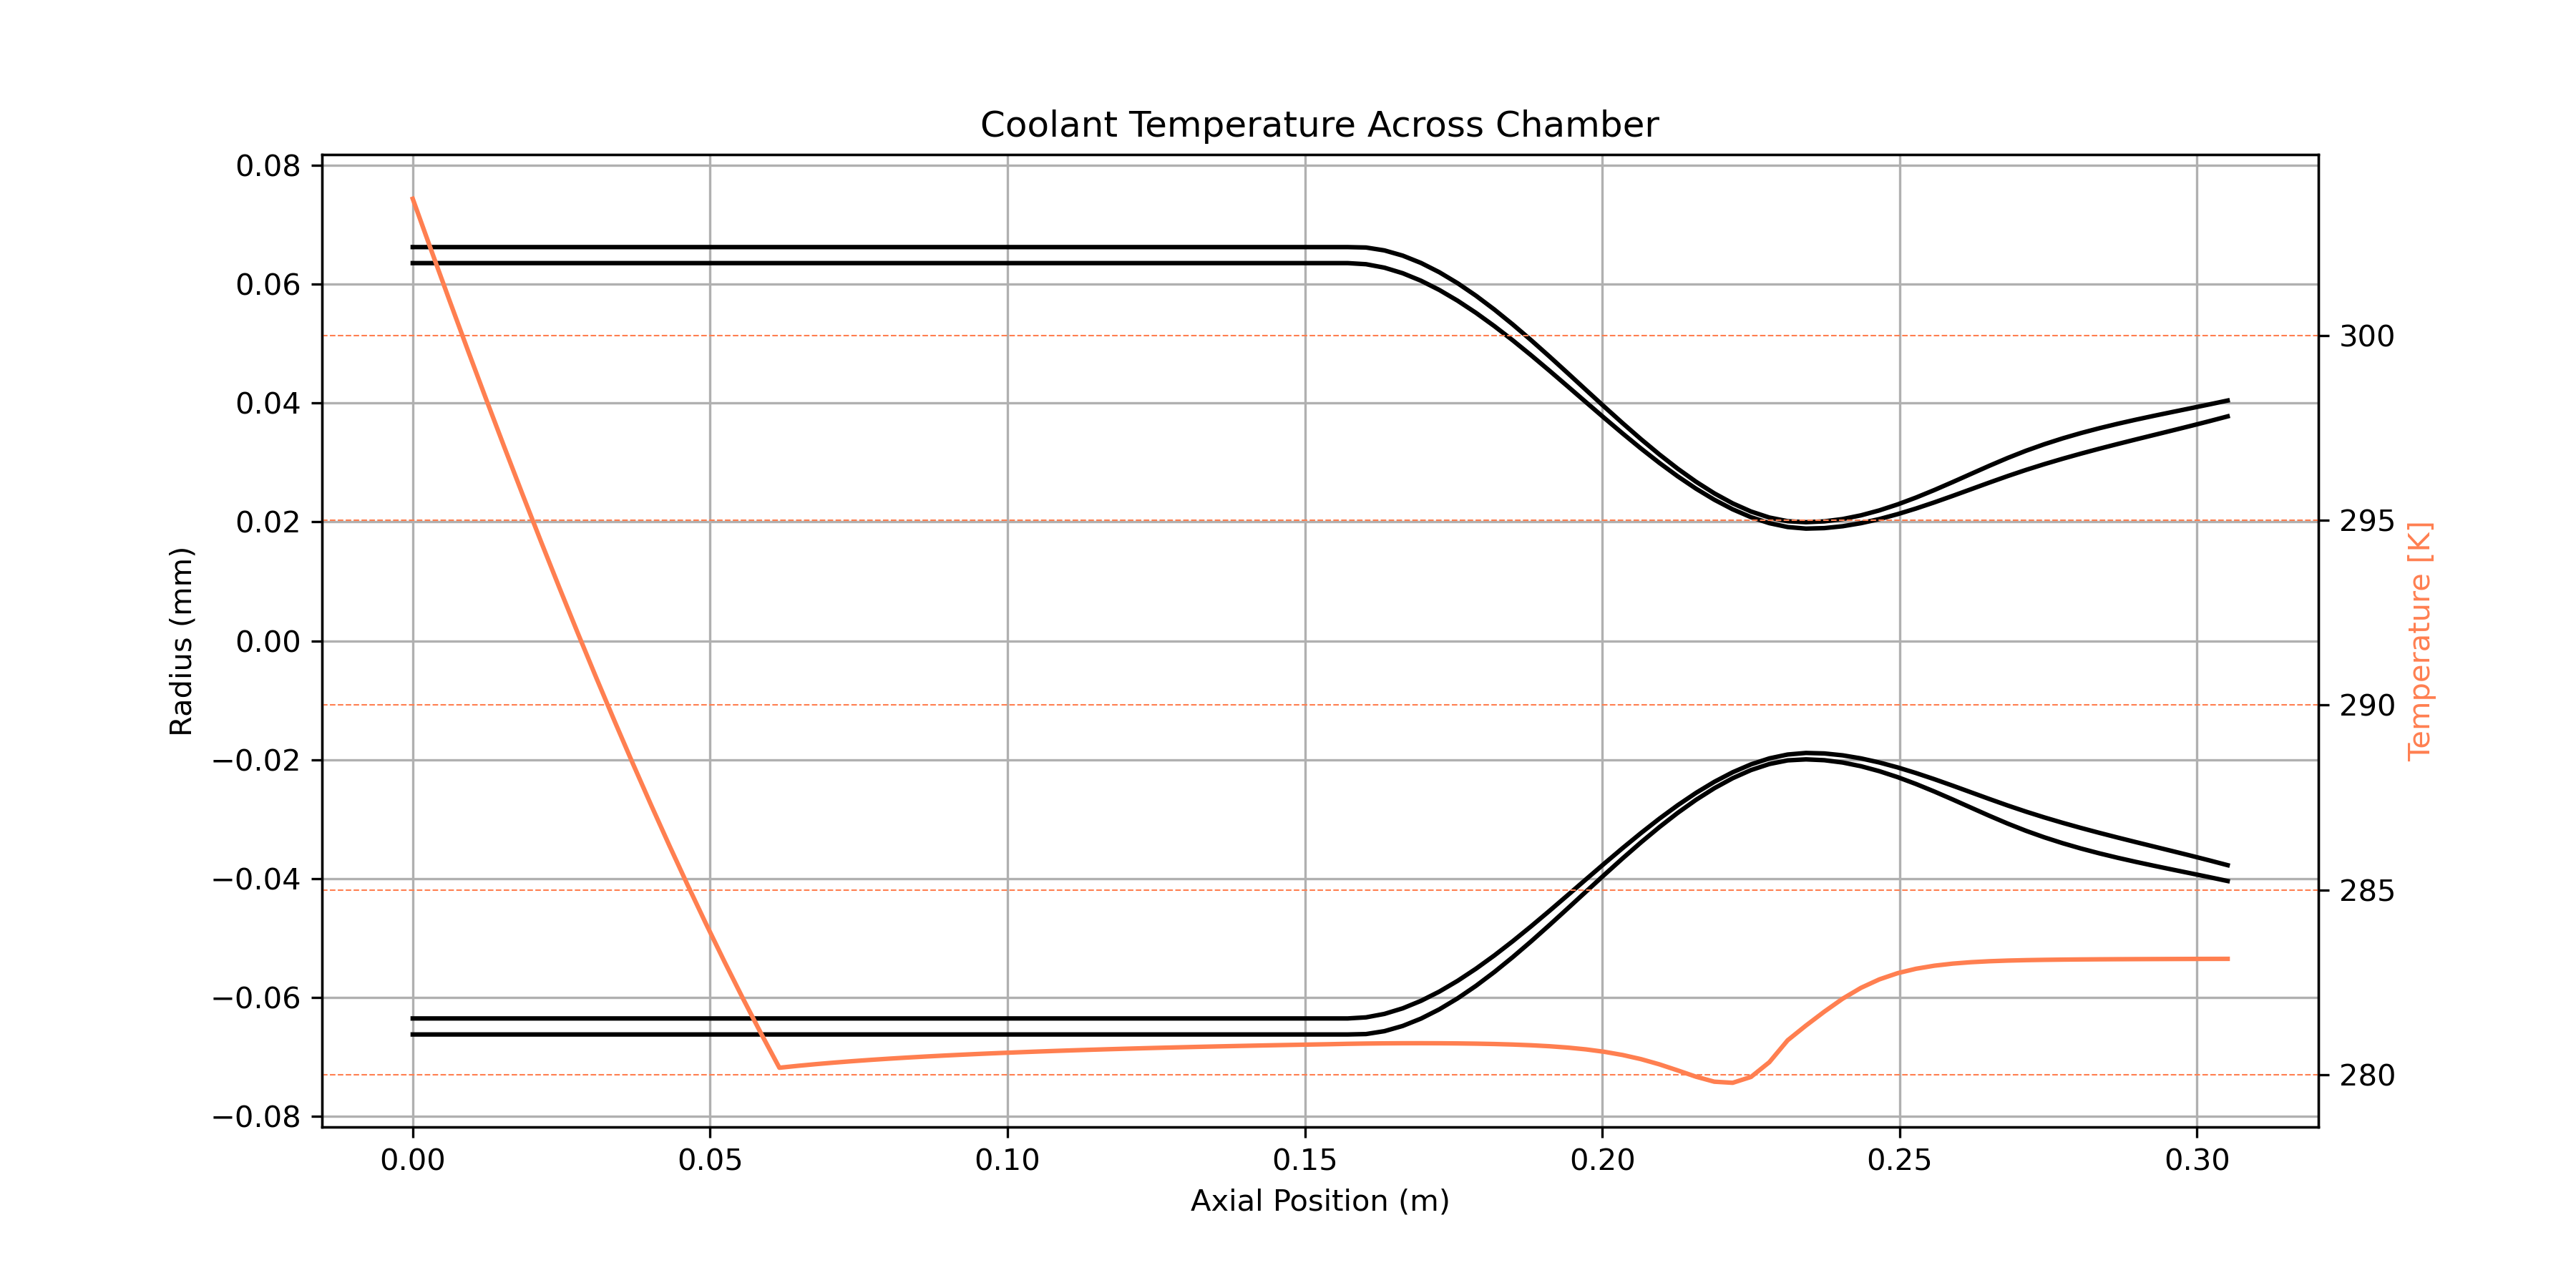 Coolant Temperature Across Chamber
0.08
0.06
0.04
0.02
0.00
−0.02
−0.04
−0.06
−0.08
Radius (mm)
300
295
290
285
280
Temperature [K]
0.00 0.05 0.10 0.15 0.20 0.25 0.30
Axial Position (m)